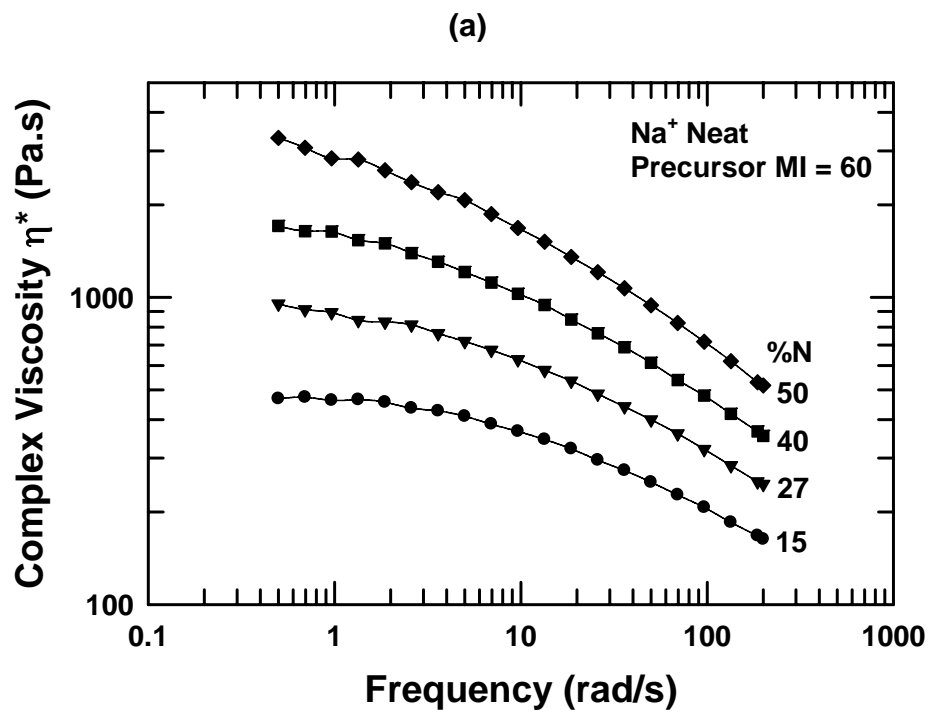 (a)
Complex Viscosity η* (Pa.s)
Na+ Neat
Precursor MI = 60
1000
100
%N
50
40
27
15
0.1
1
10
100
1000
Frequency (rad/s)